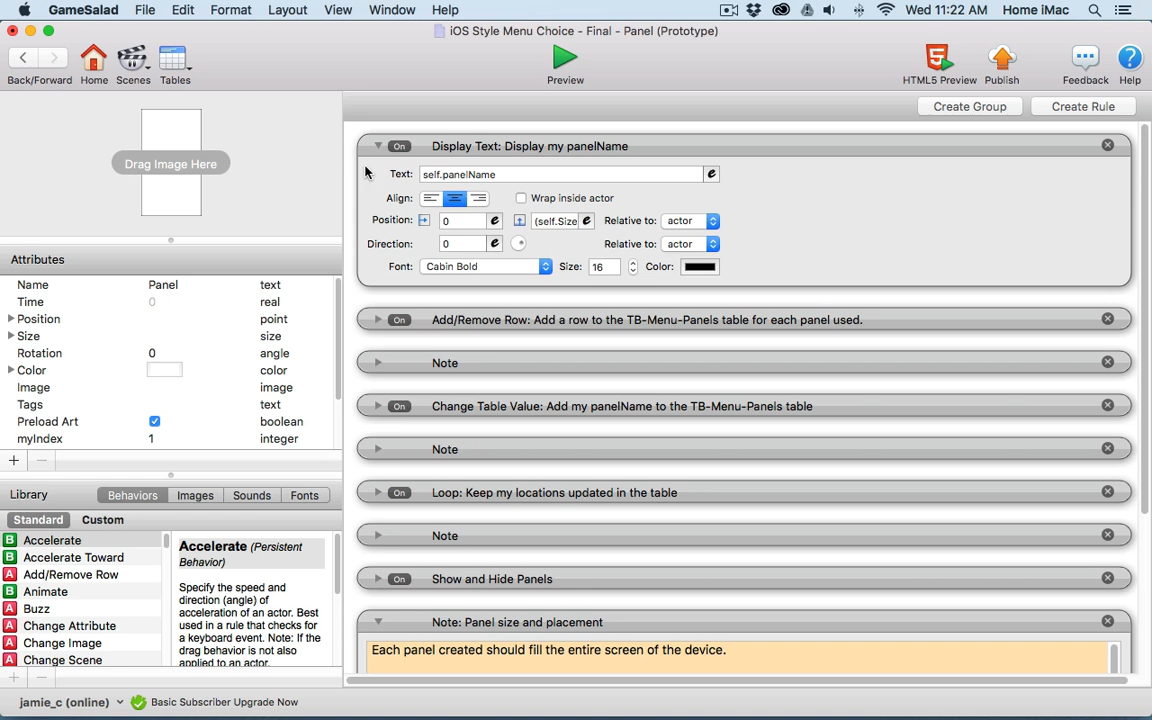 GameSalad File Edit Format Layout View Window Help Wed 11:22 AM Home iMac
iOS Style Menu Choice - Final - Panel (Prototype)
Back/Forward Home Scenes Tables Preview HTML5 Preview Publish Feedback Help
Create Group Create Rule
Drag Image Here
On Display Text: Display my panelName
Text: self.panelName e
Align: Wrap inside actor
Position: 0 e (self.Size e Relative to: actor
Direction: 0 e Relative to: actor
Font: Cabin Bold Size: 16 Color:
On Add/Remove Row: Add a row to the TB-Menu-Panels table for each panel used.
Note
On Change Table Value: Add my panelName to the TB-Menu-Panels table
Note
On Loop: Keep my locations updated in the table
Note
On Show and Hide Panels
Note: Panel size and placement
Each panel created should fill the entire screen of the device.
Attributes
Name Panel text
Time 0 real
Position point
Size size
Rotation 0 angle
Color color
Image image
Tags text
Preload Art boolean
myIndex 1 integer
+ −
Library Behaviors Images Sounds Fonts
Standard Custom
B Accelerate
B Accelerate Toward
A Add/Remove Row
B Animate
A Buzz
A Change Attribute
A Change Image
A Change Scene
Accelerate (Persistent
Behavior)
Specify the speed and
direction (angle) of
acceleration of an actor. Best
used in a rule that checks for
a keyboard event. Note: If the
drag behavior is not also
applied to an actor,
+ −
jamie_c (online) Basic Subscriber Upgrade Now